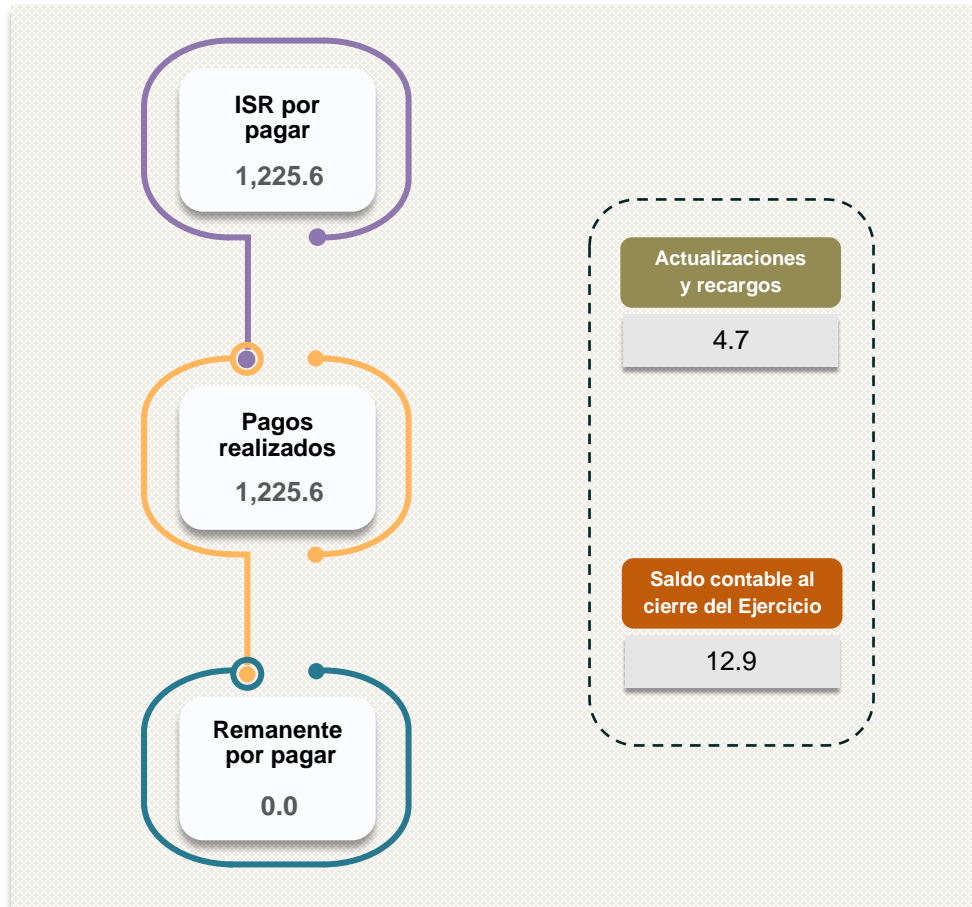 ISR por
pagar
1,225.6
Pagos
realizados
1,225.6
Remanente
por pagar
0.0
Actualizaciones
y recargos
4.7
Saldo contable al
cierre del Ejercicio
12.9